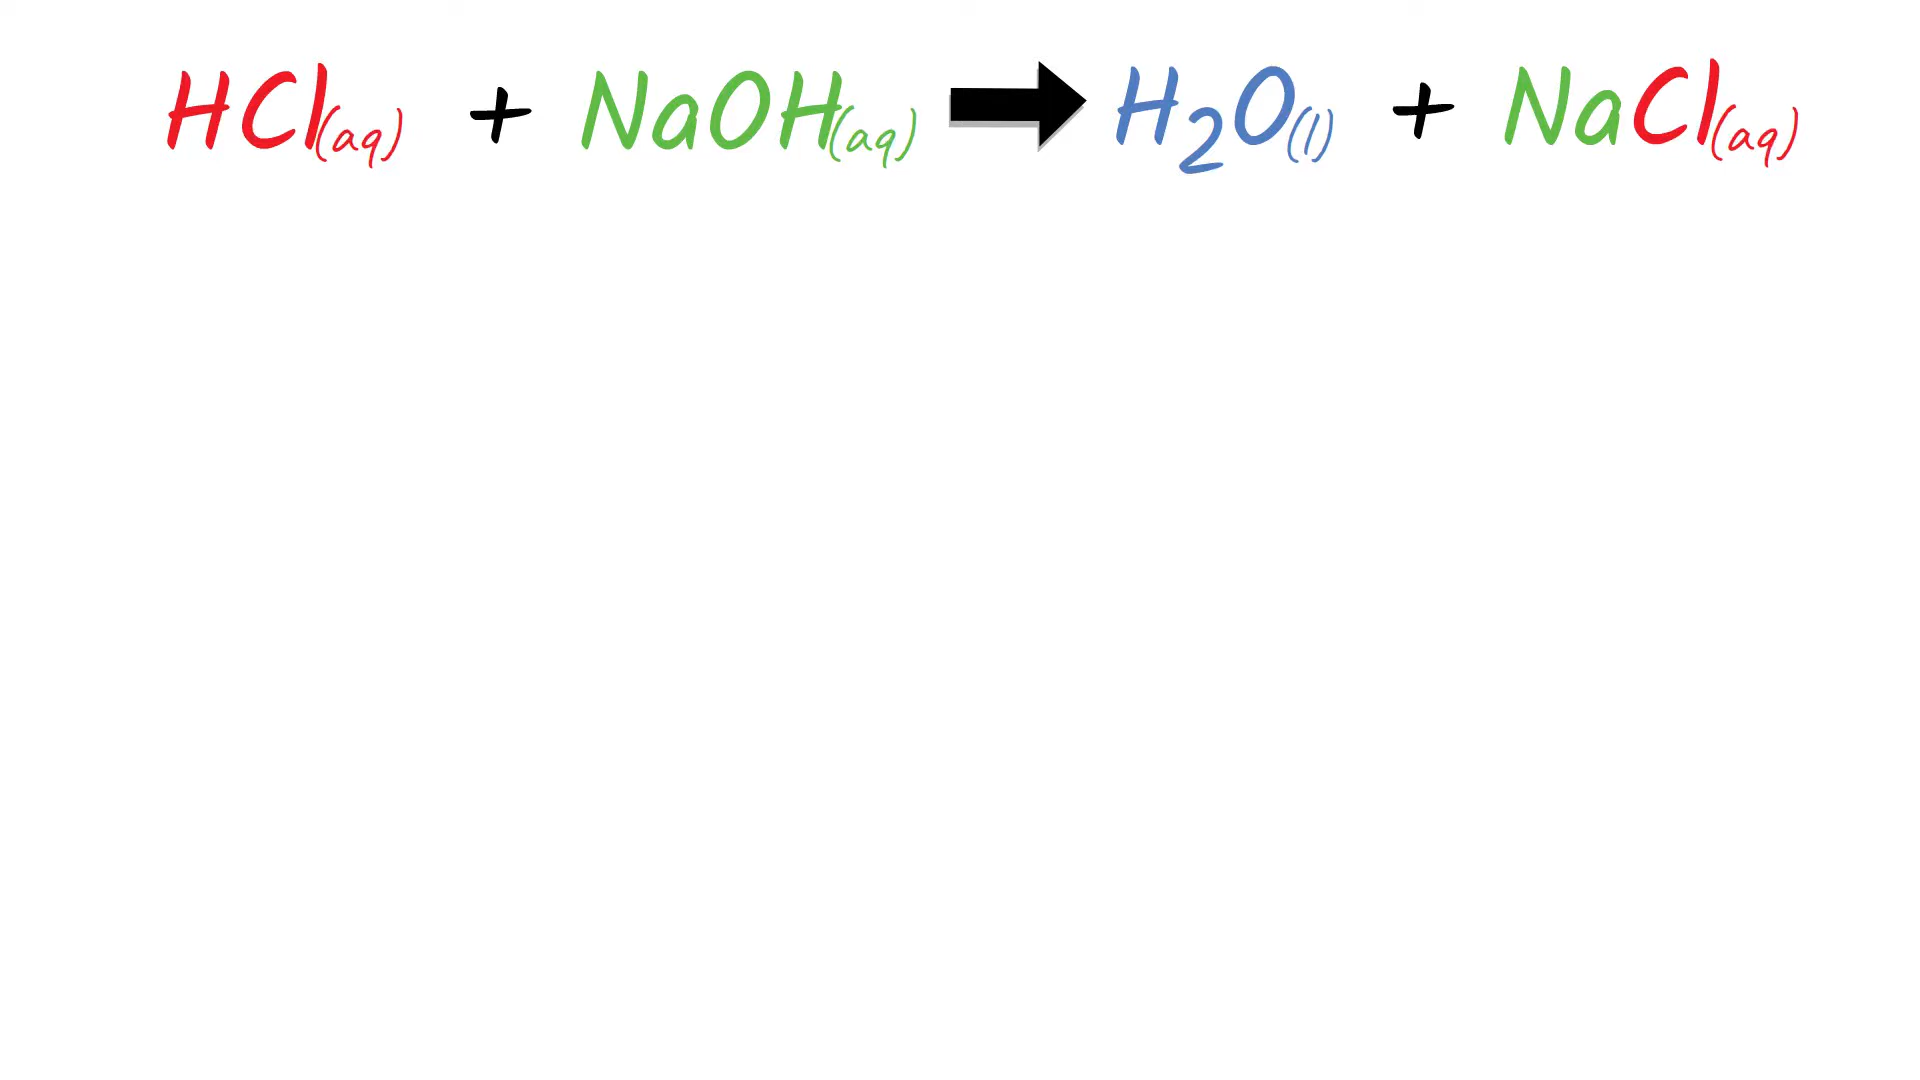 HCl(aq) + NaOH(aq) ➡ H₂O(l) + NaCl(aq)